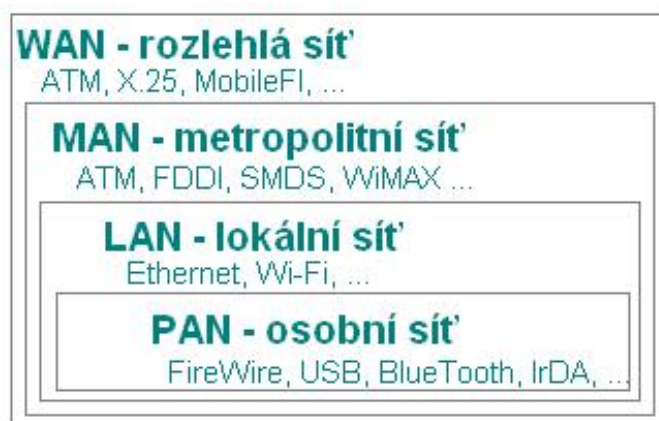 WAN - rozlehlá síť
ATM, X.25, MobileFI, ...
MAN - metropolitní síť
ATM, FDDI, SMDS, WiMAX ...
LAN - lokální síť
Ethernet, Wi-Fi, ...
PAN - osobní síť
FireWire, USB, BlueTooth, IrDA, ...